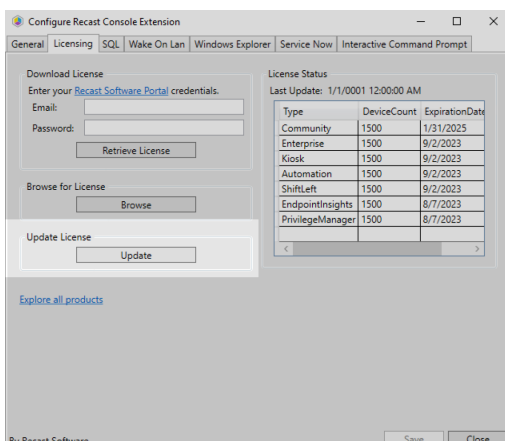 Configure Recast Console Extension
General Licensing SQL Wake On Lan Windows Explorer Service Now Interactive Command Prompt
Download License
Enter your Recast Software Portal credentials.
Email:
Password:
Retrieve License
Browse for License
Browse
Update License
Update
Explore all products
License Status
Last Update: 1/1/0001 12:00:00 AM
Type DeviceCount ExpirationDate
Community 1500 1/31/2025
Enterprise 1500 9/2/2023
Kiosk 1500 9/2/2023
Automation 1500 9/2/2023
ShiftLeft 1500 9/2/2023
EndpointInsights 1500 8/7/2023
PrivilegeManager 1500 8/7/2023
By Recast Software
Save Close